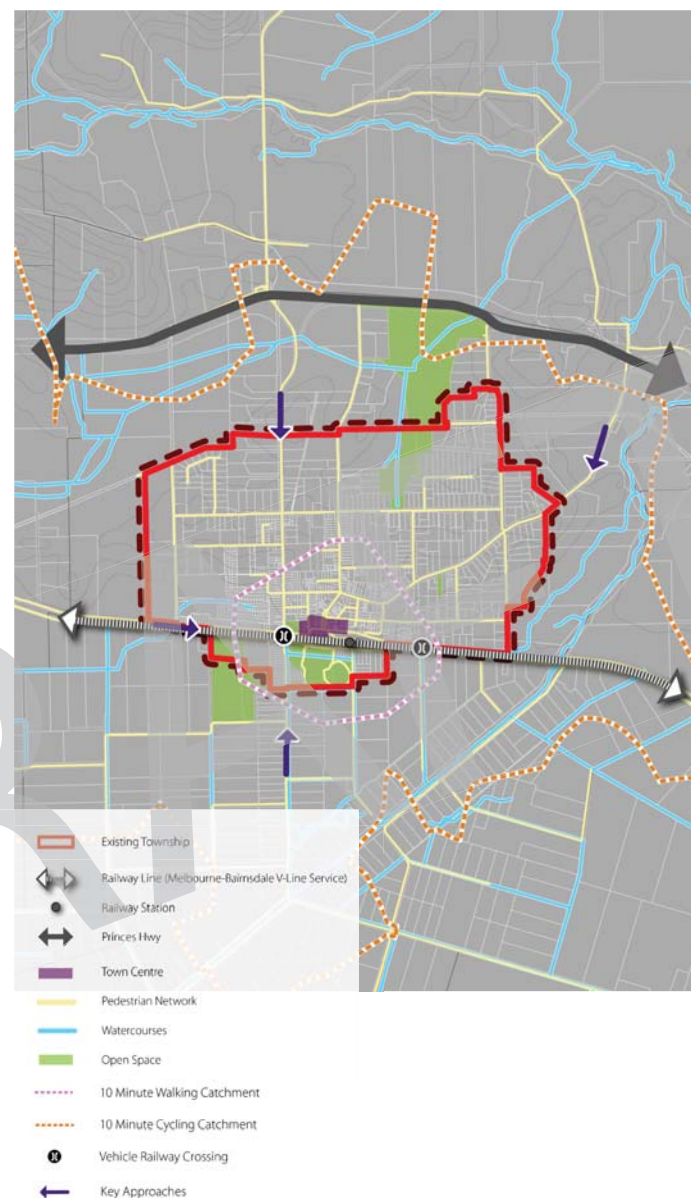 Existing Township
Railway Line (Melbourne-Bairnsdale V-Line Service)
Railway Station
Princes Hwy
Town Centre
Pedestrian Network
Watercourses
Open Space
10 Minute Walking Catchment
10 Minute Cycling Catchment
Vehicle Railway Crossing
Key Approaches